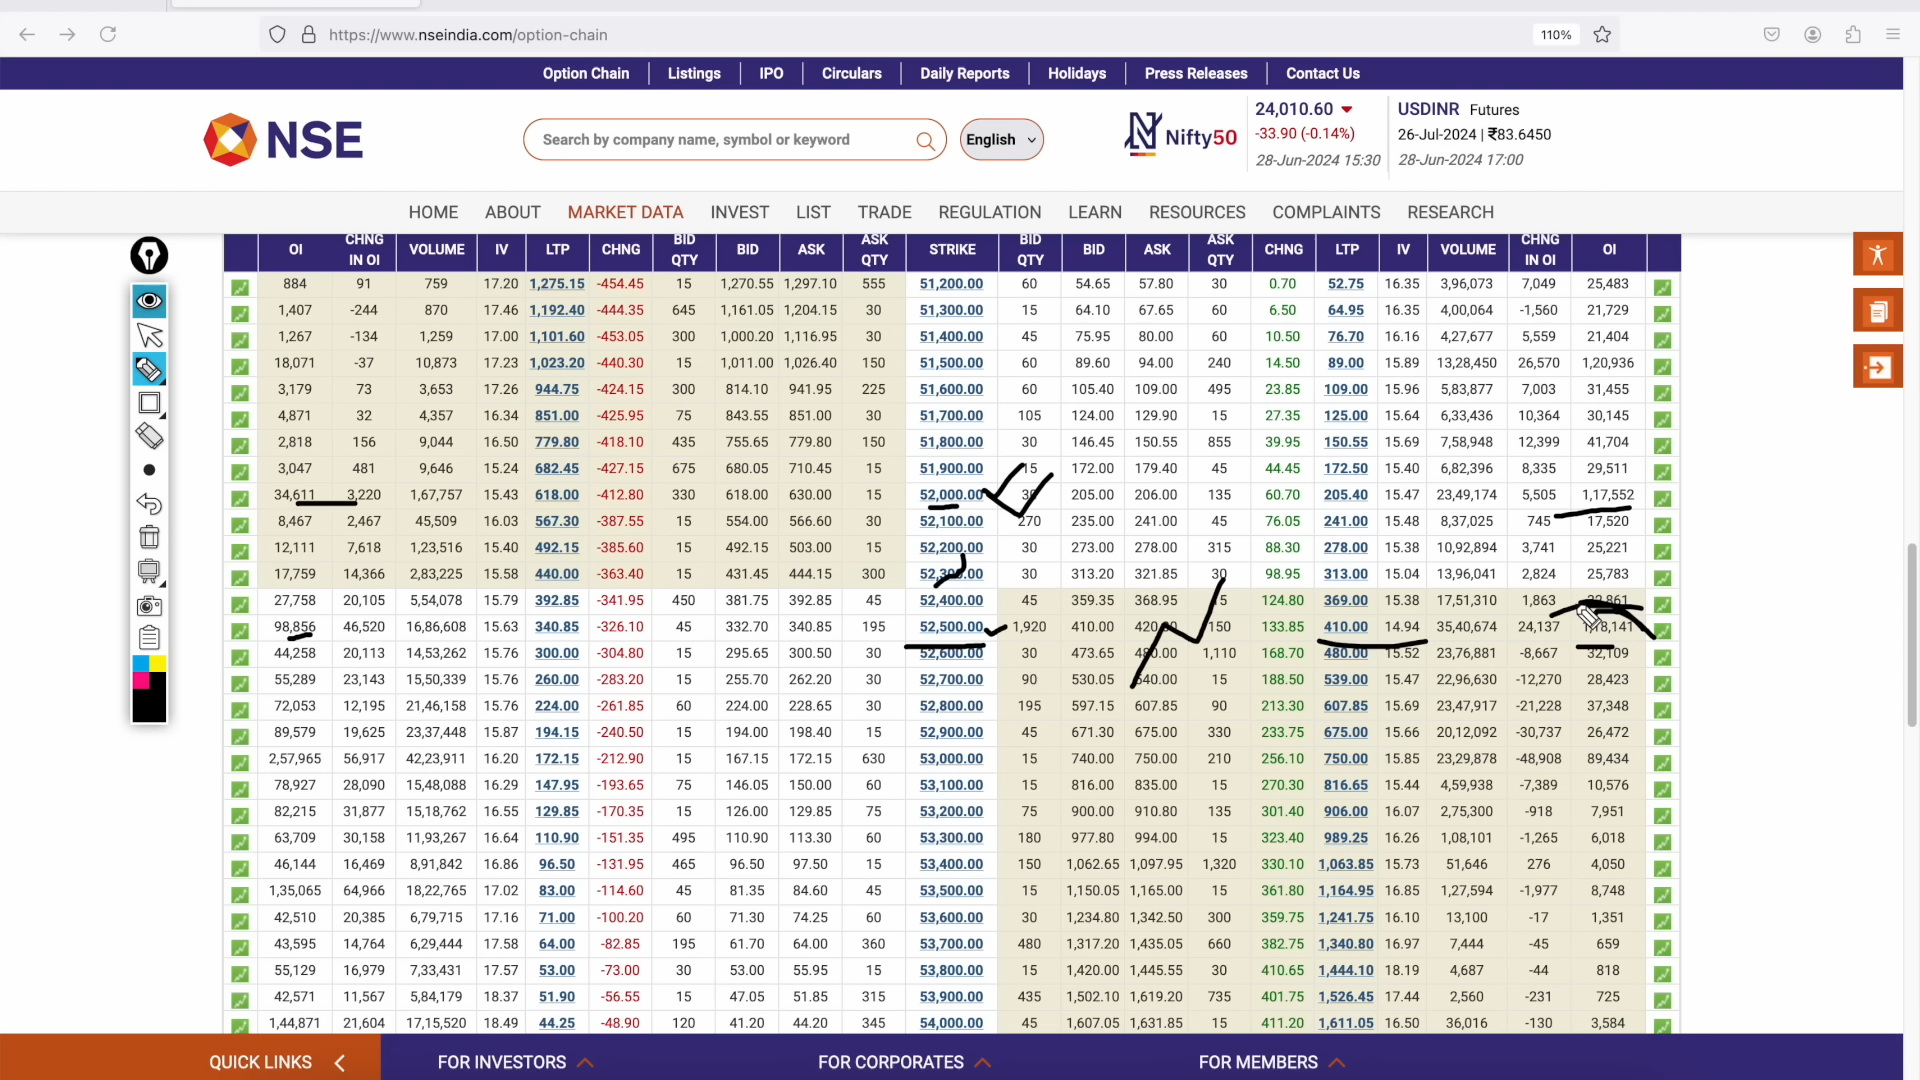 https://www.nseindia.com/option-chain 110%
Option Chain Listings IPO Circulars Daily Reports Holidays Press Releases Contact Us
NSE
Search by company name, symbol or keyword
English
Nifty50
24,010.60
-33.90 (-0.14%)
28-Jun-2024 15:30
USDINR Futures
26-Jul-2024 | ₹83.6450
28-Jun-2024 17:00
HOME ABOUT MARKET DATA INVEST LIST TRADE REGULATION LEARN RESOURCES COMPLAINTS RESEARCH
OI CHNG IN OI VOLUME IV LTP CHNG BID QTY BID ASK ASK QTY STRIKE BID QTY BID ASK ASK QTY CHNG LTP IV VOLUME CHNG IN OI OI
884 91 759 17.20 1,275.15 -454.45 15 1,270.55 1,297.10 555 51,200.00 60 54.65 57.80 30 0.70 52.75 16.35 3,96,073 7,049 25,483
1,407 -244 870 17.46 1,192.40 -444.35 645 1,161.05 1,204.15 30 51,300.00 15 64.10 67.65 60 6.50 64.95 16.35 4,00,064 -1,560 21,729
1,267 -134 1,259 17.00 1,101.60 -453.05 300 1,000.20 1,116.95 30 51,400.00 45 75.95 80.00 60 10.50 76.70 16.16 4,27,677 5,559 21,404
18,071 -37 10,873 17.23 1,023.20 -440.30 15 1,011.00 1,026.40 150 51,500.00 60 89.60 94.00 240 14.50 89.00 15.89 13,28,450 26,570 1,20,936
3,179 73 3,653 17.26 944.75 -424.15 300 814.10 941.95 225 51,600.00 60 105.40 109.00 495 23.85 109.00 15.96 5,83,877 7,003 31,455
4,871 32 4,357 16.34 851.00 -425.95 75 843.55 851.00 30 51,700.00 105 124.00 129.90 15 27.35 125.00 15.64 6,33,436 10,364 30,145
2,818 156 9,044 16.50 779.80 -418.10 435 755.65 779.80 150 51,800.00 30 146.45 150.55 855 39.95 150.55 15.69 7,58,948 12,399 41,704
3,047 481 9,646 15.24 682.45 -427.15 675 680.05 710.45 15 51,900.00 15 172.00 179.40 45 44.45 172.50 15.40 6,82,396 8,335 29,511
34,611 3,220 1,67,757 15.43 618.00 -412.80 330 618.00 630.00 15 52,000.00 205.00 206.00 135 60.70 205.40 15.47 23,49,174 5,505 1,17,552
8,467 2,467 45,509 16.03 567.30 -387.55 15 554.00 566.60 30 52,100.00 270 235.00 241.00 45 76.05 241.00 15.48 8,37,025 745 17,520
12,111 7,618 1,23,516 15.40 492.15 -385.60 15 492.15 503.00 15 52,200.00 30 273.00 278.00 315 88.30 278.00 15.38 10,92,894 3,741 25,221
17,759 14,366 2,83,225 15.58 440.00 -363.40 15 431.45 444.15 300 52,300.00 30 313.20 321.85 30 98.95 313.00 15.04 13,96,041 2,824 25,783
27,758 20,105 5,54,078 15.79 392.85 -341.95 450 381.75 392.85 45 52,400.00 45 359.35 368.95 124.80 369.00 15.38 17,51,310 1,863
98,856 46,520 16,86,608 15.63 340.85 -326.10 45 332.70 340.85 195 52,500.00 1,920 410.00 150 133.85 410.00 14.94 35,40,674 24,137
44,258 20,113 14,53,262 15.76 300.00 -304.80 15 295.65 300.50 30 52,600.00 30 473.65 480.00 1,110 168.70 480.00 15.52 23,76,881 -8,667 32,109
55,289 23,143 15,50,339 15.76 260.00 -283.20 15 255.70 262.20 30 52,700.00 90 530.05 540.00 15 188.50 539.00 15.47 22,96,630 -12,270 28,423
72,053 12,195 21,46,158 15.76 224.00 -261.85 60 224.00 228.65 30 52,800.00 195 597.15 607.85 90 213.30 607.85 15.69 23,47,917 -21,228 37,348
89,579 19,625 23,37,448 15.87 194.15 -240.50 15 194.00 198.40 15 52,900.00 45 671.30 675.00 330 233.75 675.00 15.66 20,12,092 -30,737 26,472
2,57,965 56,917 42,23,911 16.20 172.15 -212.90 15 167.15 172.15 630 53,000.00 15 740.00 750.00 210 256.10 750.00 15.85 23,29,878 -48,908 89,434
78,927 28,090 15,48,088 16.29 147.95 -193.65 75 146.05 150.00 60 53,100.00 15 816.00 835.00 15 270.30 816.65 15.44 4,59,938 -7,389 10,576
82,215 31,877 15,18,762 16.55 129.85 -170.35 15 126.00 129.85 75 53,200.00 75 900.00 910.80 135 301.40 906.00 16.07 2,75,300 -918 7,951
63,709 30,158 11,93,267 16.64 110.90 -151.35 495 110.90 113.30 60 53,300.00 180 977.80 994.00 15 323.40 989.25 16.26 1,08,101 -1,265 6,018
46,144 16,469 8,91,842 16.86 96.50 -131.95 465 96.50 97.50 15 53,400.00 150 1,062.65 1,097.95 1,320 330.10 1,063.85 15.73 51,646 276 4,050
1,35,065 64,966 18,22,765 17.02 83.00 -114.60 45 81.35 84.60 45 53,500.00 15 1,150.05 1,165.00 15 361.80 1,164.95 16.85 1,27,594 -1,977 8,748
42,510 20,385 6,79,715 17.16 71.00 -100.20 60 71.30 74.25 60 53,600.00 30 1,234.80 1,342.50 300 359.75 1,241.75 16.10 13,100 -17 1,351
43,595 14,764 6,29,444 17.58 64.00 -82.85 195 61.70 64.00 360 53,700.00 480 1,317.20 1,435.05 660 382.75 1,340.80 16.97 7,444 -45 659
55,129 16,979 7,33,431 17.57 53.00 -73.00 30 53.00 55.95 15 53,800.00 15 1,420.00 1,445.55 30 410.65 1,444.10 18.19 4,687 -44 818
42,571 11,567 5,84,179 18.37 51.90 -56.55 15 47.05 51.85 315 53,900.00 435 1,502.10 1,619.20 735 401.75 1,526.45 17.44 2,560 -231 725
1,44,871 21,604 17,15,520 18.49 44.25 -48.90 120 41.20 44.20 345 54,000.00 45 1,607.05 1,631.85 15 411.20 1,611.05 16.50 36,016 -130 3,584
QUICK LINKS FOR INVESTORS FOR CORPORATES FOR MEMBERS